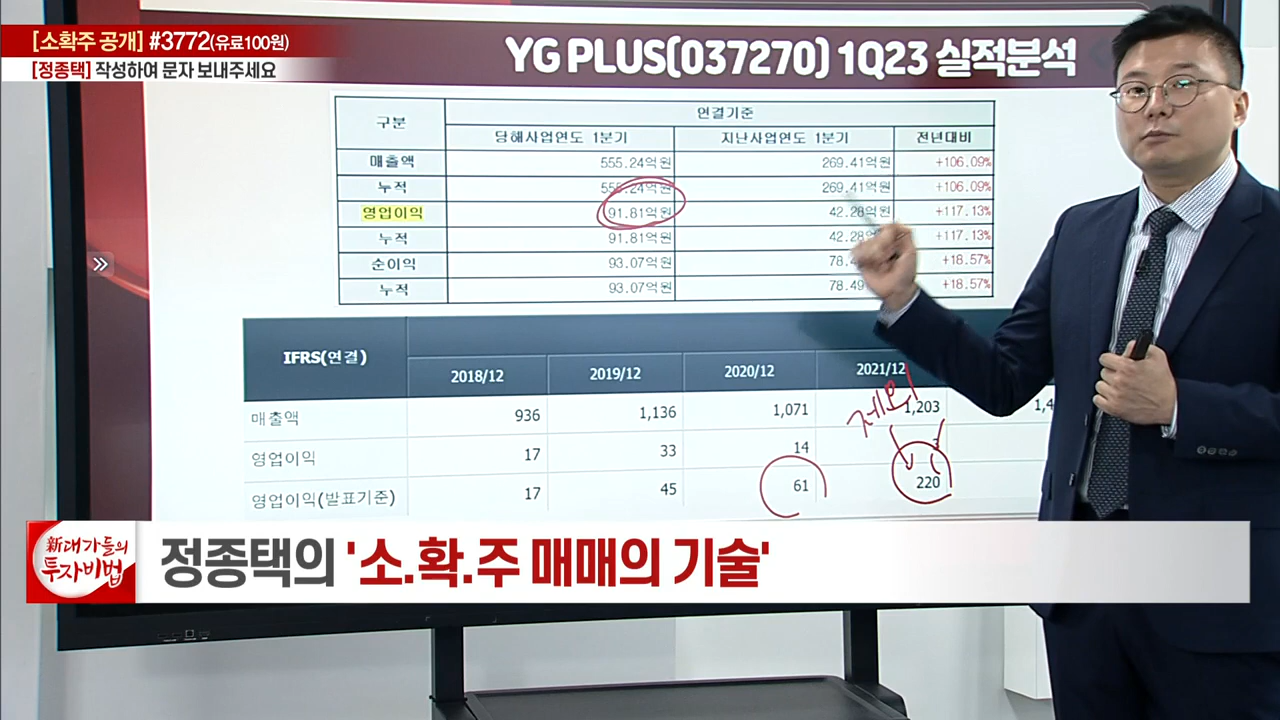 [소확주 공개] #3772(유료100원)
[정종택] 작성하여 문자 보내주세요
YG PLUS(037270) 1Q23 실적분석
구분 연결기준
당해사업연도 1분기 지난사업연도 1분기 전년대비
매출액 555.24억원 269.41억원 +106.09%
누적 555.24억원 269.41억원 +106.09%
영업이익 91.81억원 42.28억원 +117.13%
누적 91.81억원 42.28억원 +117.13%
순이익 93.07억원 78.4 +18.57%
누적 93.07억원 78.49 +18.57%
»
IFRS(연결)
2018/12 2019/12 2020/12 2021/12
매출액 936 1,136 1,071 1,203 1,4
영업이익 17 33 14
영업이익(발표기준) 17 45 61 220
新대가들의
투자비법
정종택의 '소.확.주 매매의 기술'